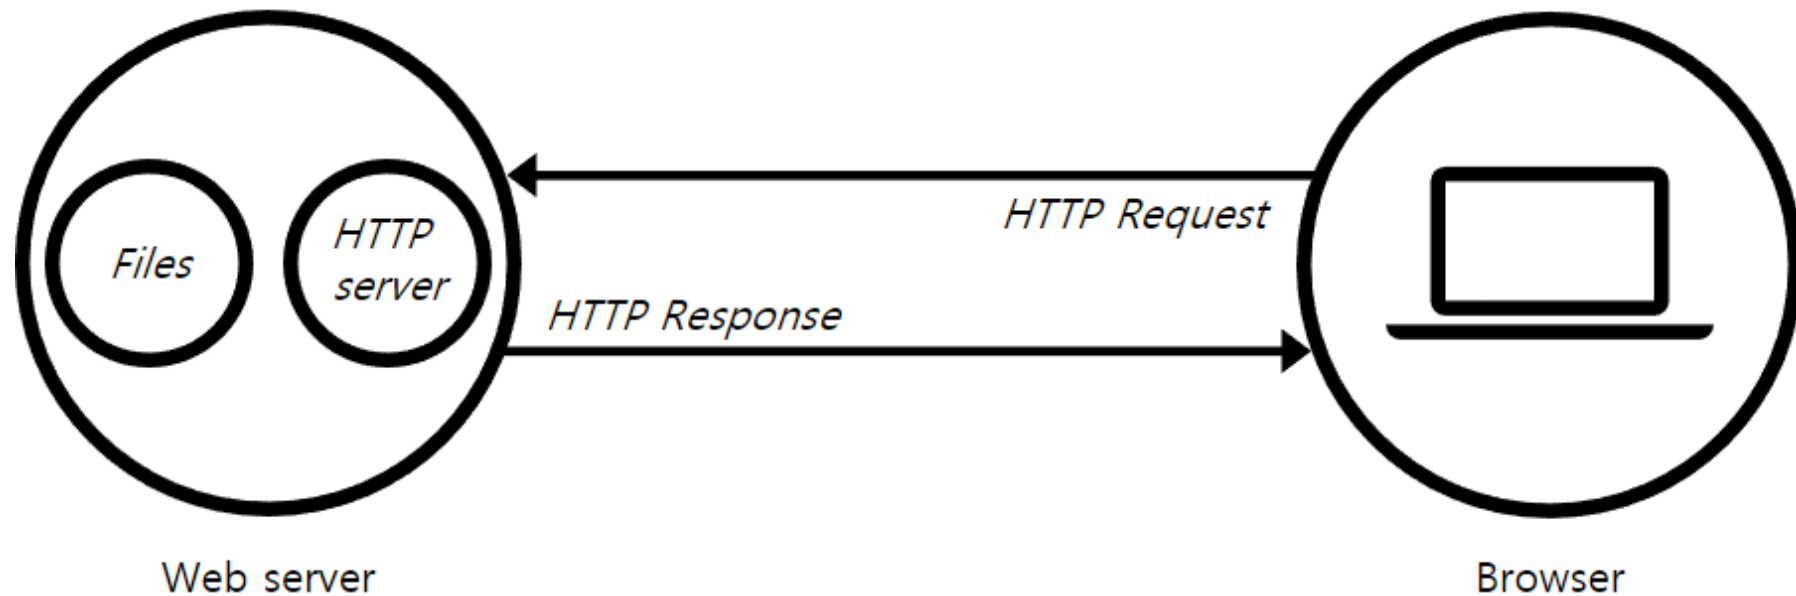 Files
HTTP
server
HTTP Request
HTTP Response
Web server
Browser